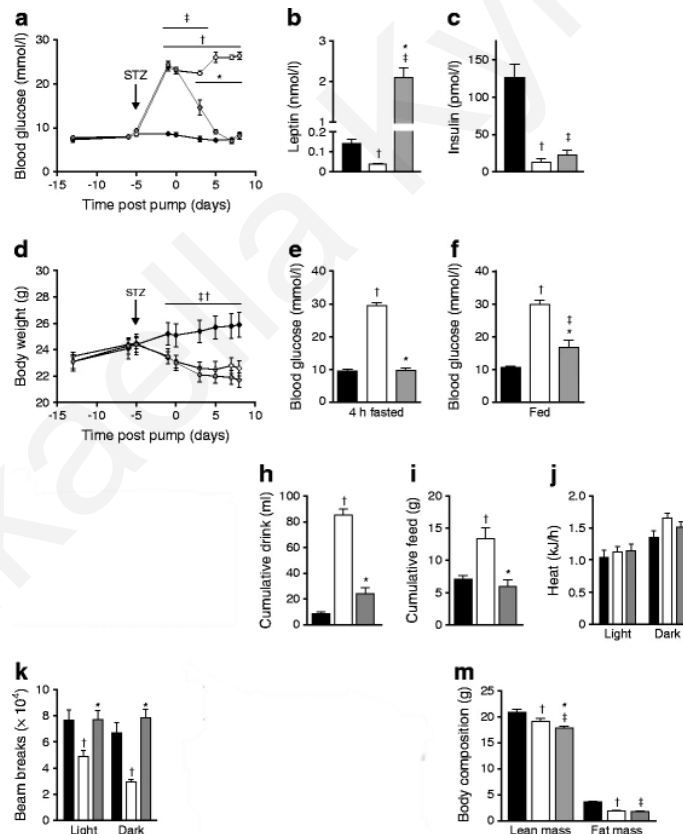 a
‡
†
*
STZ
Blood glucose (mmol/l)
30
20
10
0
-15 -10 -5 0 5 10
Time post pump (days)
b
*
‡
†
Leptin (nmol/l)
3
2
1
0.2
0.1
0
c
†
‡
Insulin (pmol/l)
150
100
50
0
d
STZ
‡†
Body weight (g)
28
26
24
22
20
-15 -10 -5 0 5 10
Time post pump (days)
e
†
*
Blood glucose (mmol/l)
40
30
20
10
0
4 h fasted
f
†
‡
*
Blood glucose (mmol/l)
40
30
20
10
0
Fed
h
†
*
Cumulative drink (ml)
100
80
60
40
20
0
i
†
*
Cumulative feed (g)
20
15
10
5
0
j
Heat (kJ/h)
2.0
1.5
1.0
0.5
0
Light Dark
k
* *
† †
Beam breaks (× 10⁴)
8
6
4
2
0
Light Dark
m
† *
‡
† ‡
Body composition (g)
25
20
15
10
5
0
Lean mass Fat mass